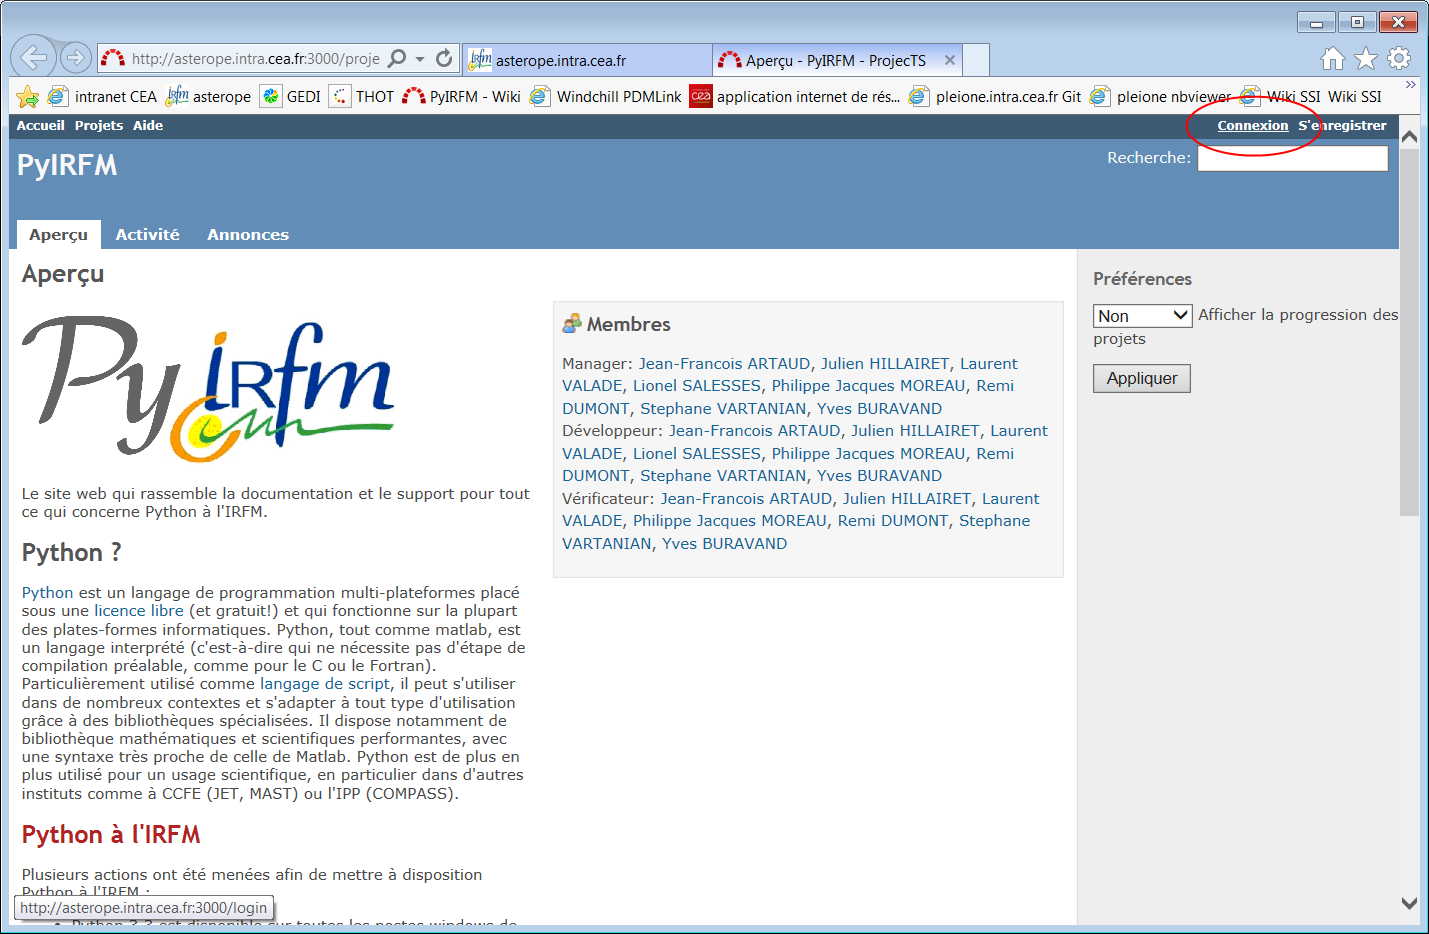 http://asterope.intra.cea.fr:3000/proje
asterope.intra.cea.fr
Aperçu - PyIRFM - ProjecTS
intranet CEA
asterope
GEDI
THOT
PyIRFM - Wiki
Windchill PDMLink
application internet de rés...
pleione.intra.cea.fr Git
pleione nbviewer
Wiki SSI
Wiki SSI
Accueil Projets Aide
Connexion S'enregistrer
PyIRFM
Recherche:
Aperçu Activité Annonces
Aperçu
Py IRfm
Le site web qui rassemble la documentation et le support pour tout
ce qui concerne Python à l'IRFM.
Python ?
Python est un langage de programmation multi-plateformes placé
sous une licence libre (et gratuit!) et qui fonctionne sur la plupart
des plates-formes informatiques. Python, tout comme matlab, est
un langage interprété (c'est-à-dire qui ne nécessite pas d'étape de
compilation préalable, comme pour le C ou le Fortran).
Particulièrement utilisé comme langage de script, il peut s'utiliser
dans de nombreux contextes et s'adapter à tout type d'utilisation
grâce à des bibliothèques spécialisées. Il dispose notamment de
bibliothèque mathématiques et scientifiques performantes, avec
une syntaxe très proche de celle de Matlab. Python est de plus en
plus utilisé pour un usage scientifique, en particulier dans d'autres
instituts comme à CCFE (JET, MAST) ou l'IPP (COMPASS).
Python à l'IRFM
Plusieurs actions ont été menées afin de mettre à disposition
Python à l'IRFM :
Python 3.3 est disponible sur toutes les postes windows de
http://asterope.intra.cea.fr:3000/login
Membres
Manager: Jean-Francois ARTAUD, Julien HILLAIRET, Laurent
VALADE, Lionel SALESSES, Philippe Jacques MOREAU, Remi
DUMONT, Stephane VARTANIAN, Yves BURAVAND
Développeur: Jean-Francois ARTAUD, Julien HILLAIRET, Laurent
VALADE, Lionel SALESSES, Philippe Jacques MOREAU, Remi
DUMONT, Stephane VARTANIAN, Yves BURAVAND
Vérificateur: Jean-Francois ARTAUD, Julien HILLAIRET, Laurent
VALADE, Philippe Jacques MOREAU, Remi DUMONT, Stephane
VARTANIAN, Yves BURAVAND
Préférences
Non Afficher la progression des
projets
Appliquer